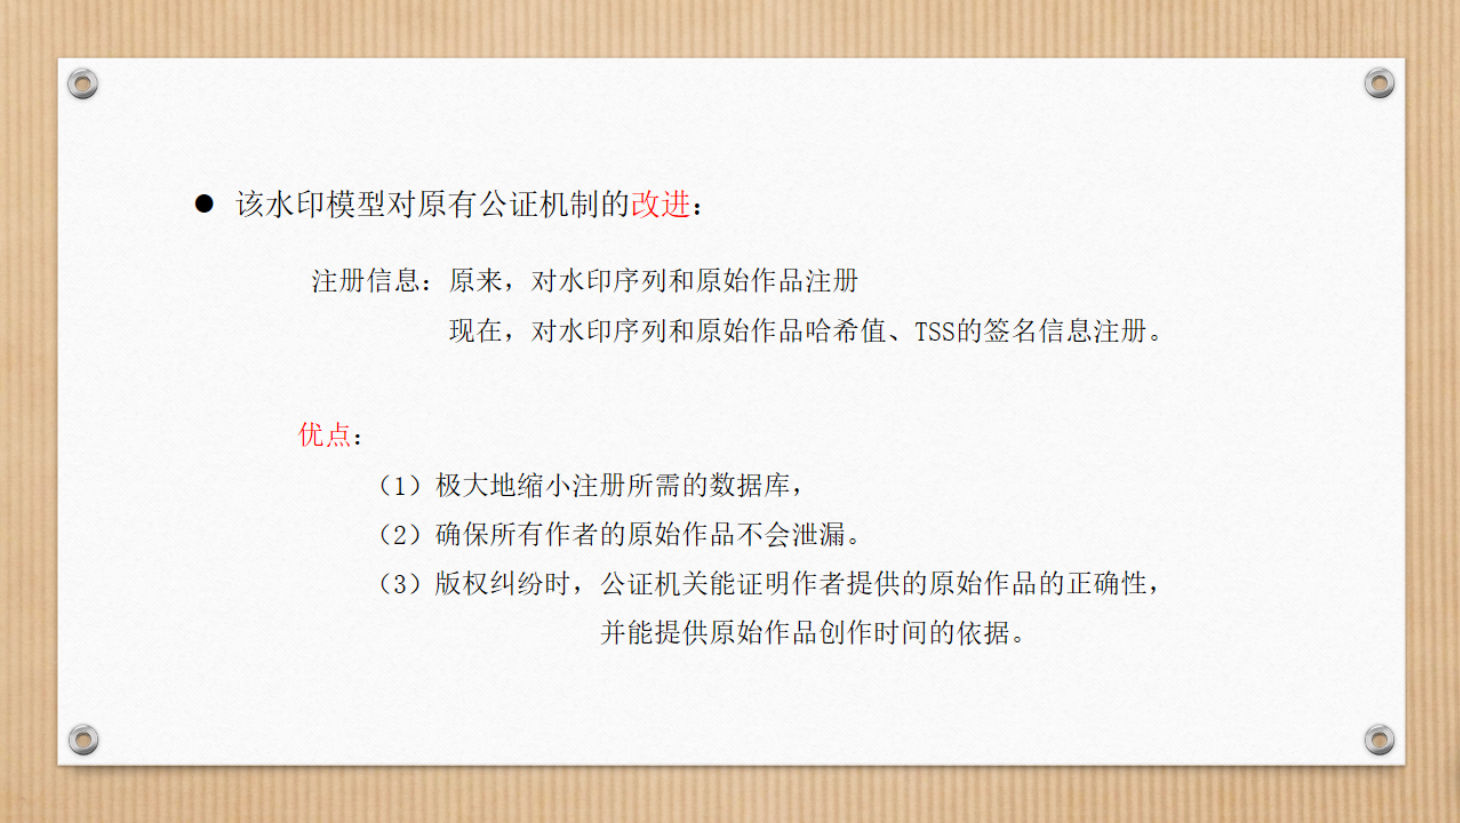 ● 该水印模型对原有公证机制的改进：
注册信息：原来，对水印序列和原始作品注册
现在，对水印序列和原始作品哈希值、TSS的签名信息注册。
优点：
（1）极大地缩小注册所需的数据库，
（2）确保所有作者的原始作品不会泄漏。
（3）版权纠纷时，公证机关能证明作者提供的原始作品的正确性，
并能提供原始作品创作时间的依据。